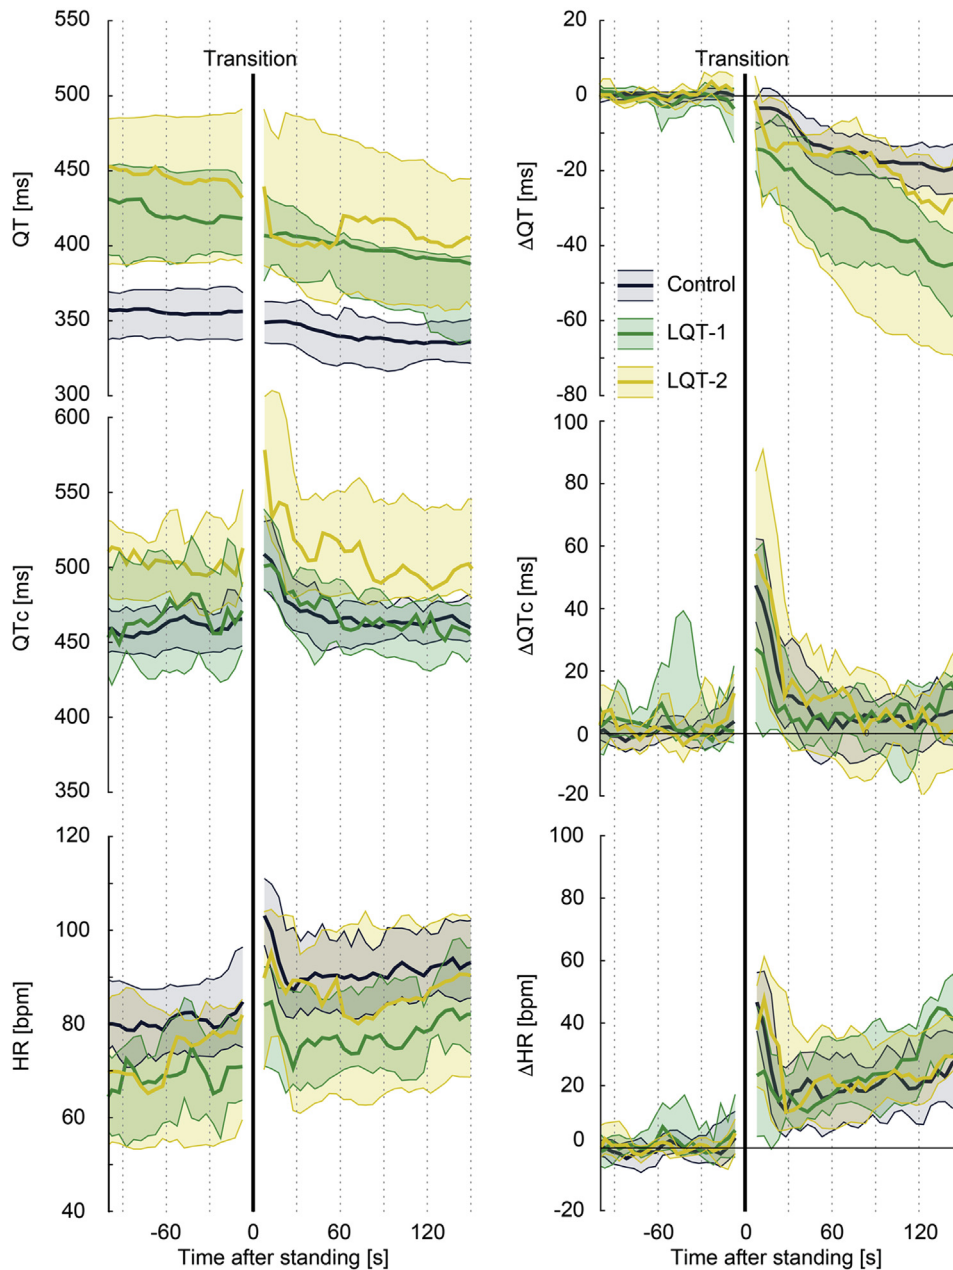 Transition
QT [ms]
550
500
450
400
350
300
Transition
ΔQT [ms]
20
0
-20
-40
-60
-80
Control
LQT-1
LQT-2
QTc [ms]
600
550
500
450
400
350
ΔQTc [ms]
100
80
60
40
20
0
-20
HR [bpm]
120
100
80
60
40
-60 0 60 120
Time after standing [s]
ΔHR [bpm]
100
80
60
40
20
0
-20
-60 0 60 120
Time after standing [s]